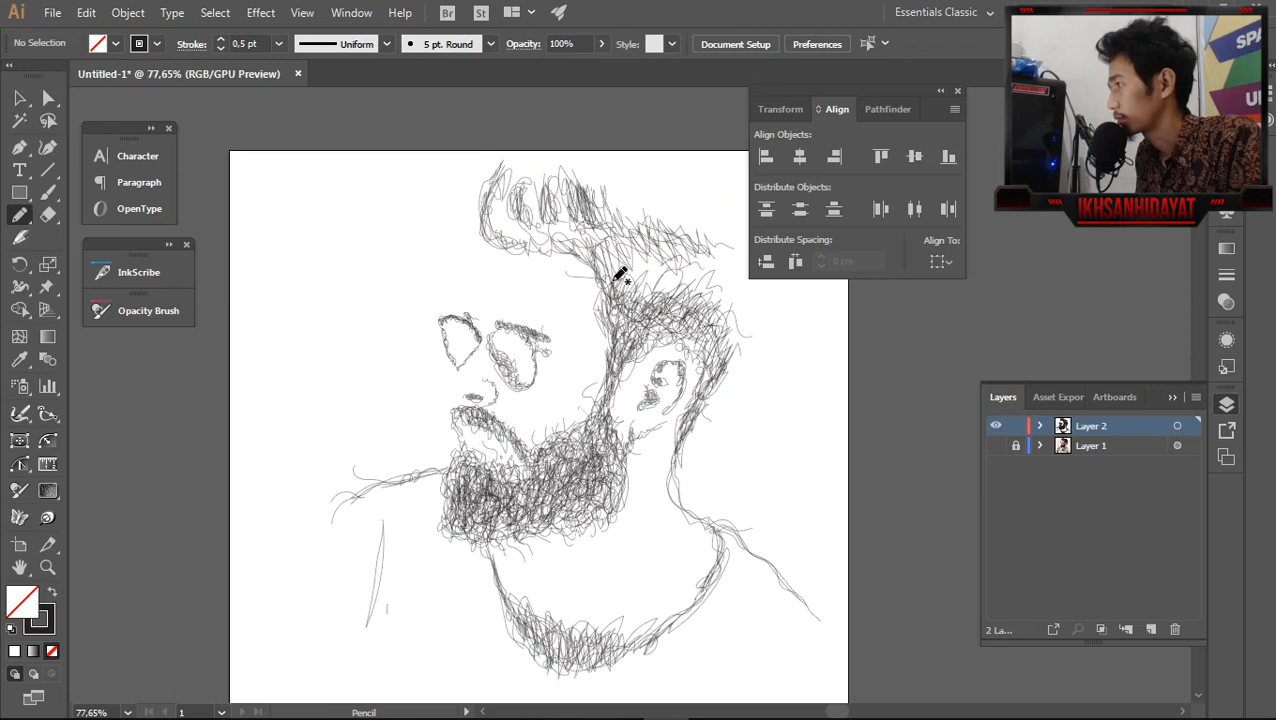 Ai File Edit Object Type Select Effect View Window Help Br St Essentials Classic
No Selection Stroke: 0,5 pt Uniform 5 pt. Round Opacity: 100% Style: Document Setup Preferences
Untitled-1* @ 77,65% (RGB/GPU Preview)
Transform Align Pathfinder
Align Objects:
Distribute Objects:
Distribute Spacing: Align To:
0 cm
Character
Paragraph
OpenType
InkScribe
Opacity Brush
SPA
IKHSANHIDAYAT
Layers Asset Expor Artboards
Layer 2
Layer 1
2 La...
77,65% 1 Pencil